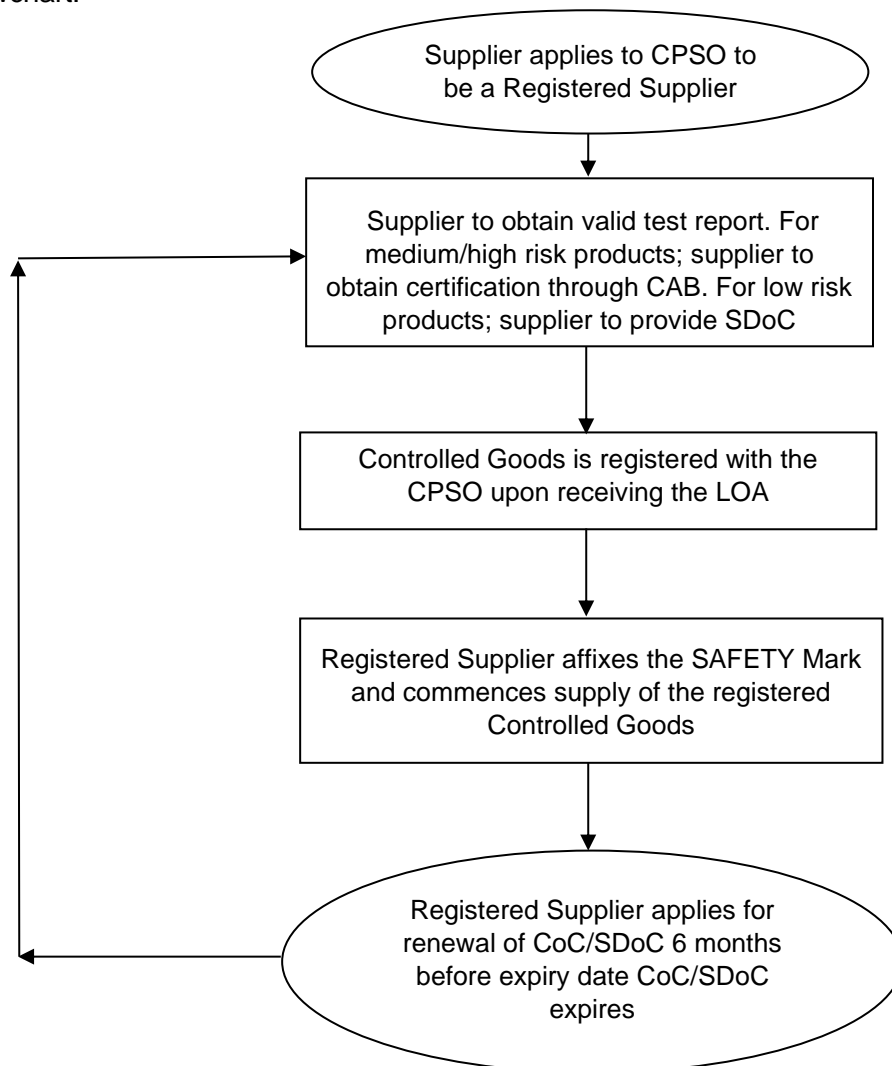 Supplier applies to CPSO to
be a Registered Supplier
Supplier to obtain valid test report. For
medium/high risk products; supplier to
obtain certification through CAB. For low risk
products; supplier to provide SDoC
Controlled Goods is registered with the
CPSO upon receiving the LOA
Registered Supplier affixes the SAFETY Mark
and commences supply of the registered
Controlled Goods
Registered Supplier applies for
renewal of CoC/SDoC 6 months
before expiry date CoC/SDoC
expires